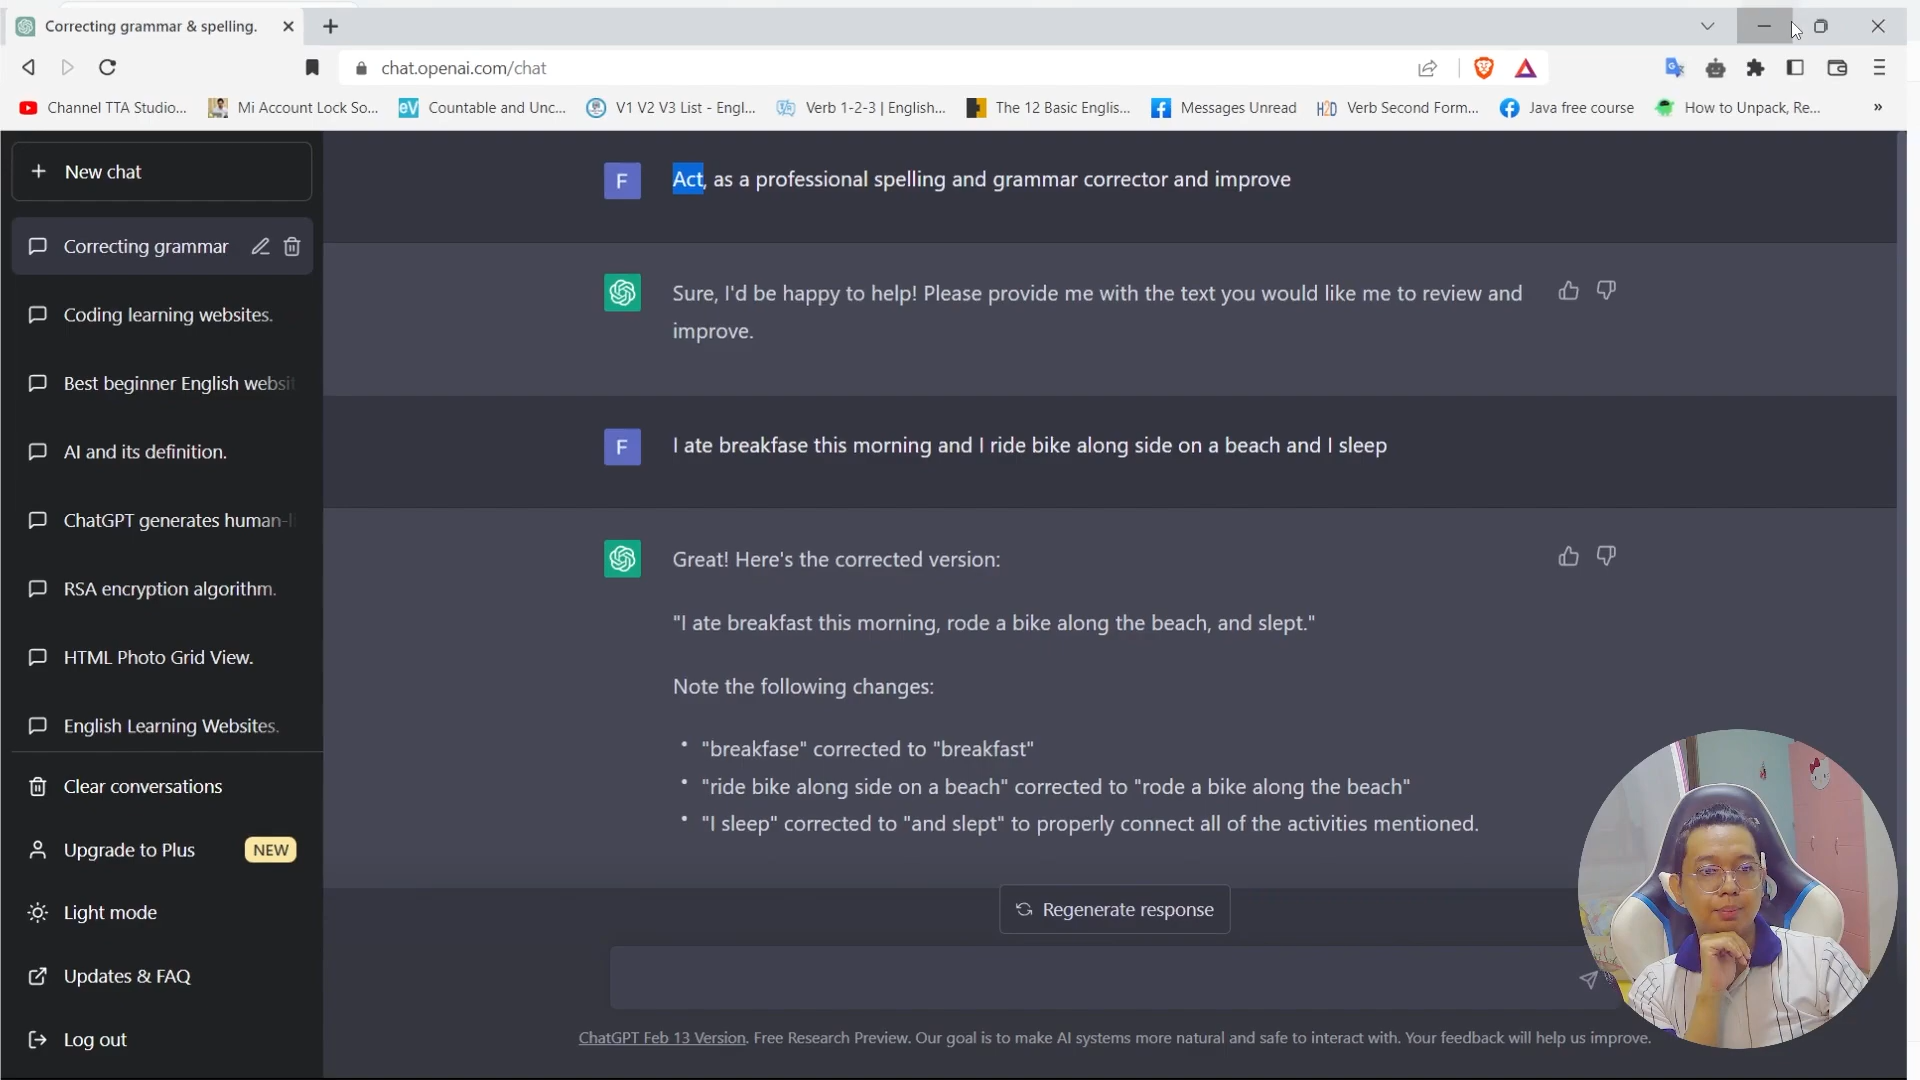 Correcting grammar & spelling.
chat.openai.com/chat
Channel TTA Studio...
Mi Account Lock So...
eV
Countable and Unc...
V1 V2 V3 List - Engl...
Verb 1-2-3 | English...
The 12 Basic Englis...
Messages Unread
H2D
Verb Second Form...
Java free course
How to Unpack, Re...
»
New chat
Correcting grammar
Coding learning websites.
Best beginner English websit
AI and its definition.
ChatGPT generates human-l
RSA encryption algorithm.
HTML Photo Grid View.
English Learning Websites.
Clear conversations
Upgrade to Plus
NEW
Light mode
Updates & FAQ
Log out
F
Act, as a professional spelling and grammar corrector and improve
Sure, I'd be happy to help! Please provide me with the text you would like me to review and
improve.
F
I ate breakfase this morning and I ride bike along side on a beach and I sleep
Great! Here's the corrected version:
"I ate breakfast this morning, rode a bike along the beach, and slept."
Note the following changes:
• "breakfase" corrected to "breakfast"
• "ride bike along side on a beach" corrected to "rode a bike along the beach"
• "I sleep" corrected to "and slept" to properly connect all of the activities mentioned.
Regenerate response
ChatGPT Feb 13 Version. Free Research Preview. Our goal is to make AI systems more natural and safe to interact with. Your feedback will help us improve.